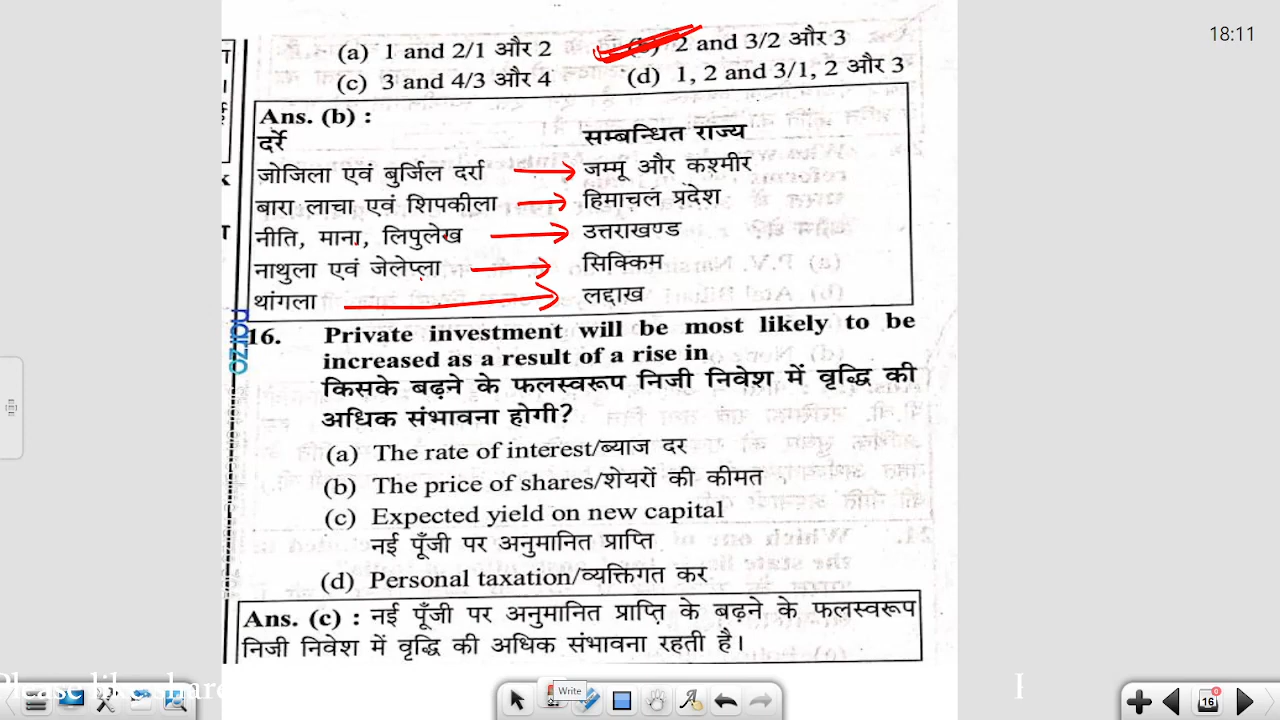 18:11
(a) 1 and 2/1 और 2 (b) 2 and 3/2 और 3
(c) 3 and 4/3 और 4 (d) 1, 2 and 3/1, 2 और 3
Ans. (b) :
दर्रे सम्बन्धित राज्य
जोजिला एवं बुर्जिल दर्रा जम्मू और कश्मीर
बारा लाचा एवं शिपकीला हिमाचल प्रदेश
नीति, माना, लिपुलेख उत्तराखण्ड
नाथुला एवं जेलेप्ला सिक्किम
थांगला लद्दाख
16. Private investment will be most likely to be
increased as a result of a rise in
किसके बढ़ने के फलस्वरूप निजी निवेश में वृद्धि की
अधिक संभावना होगी?
(a) The rate of interest/ब्याज दर
(b) The price of shares/शेयरों की कीमत
(c) Expected yield on new capital
नई पूँजी पर अनुमानित प्राप्ति
(d) Personal taxation/व्यक्तिगत कर
Ans. (c) : नई पूँजी पर अनुमानित प्राप्ति के बढ़ने के फलस्वरूप
निजी निवेश में वृद्धि की अधिक संभावना रहती है।
narzo
Please like share
Write
16